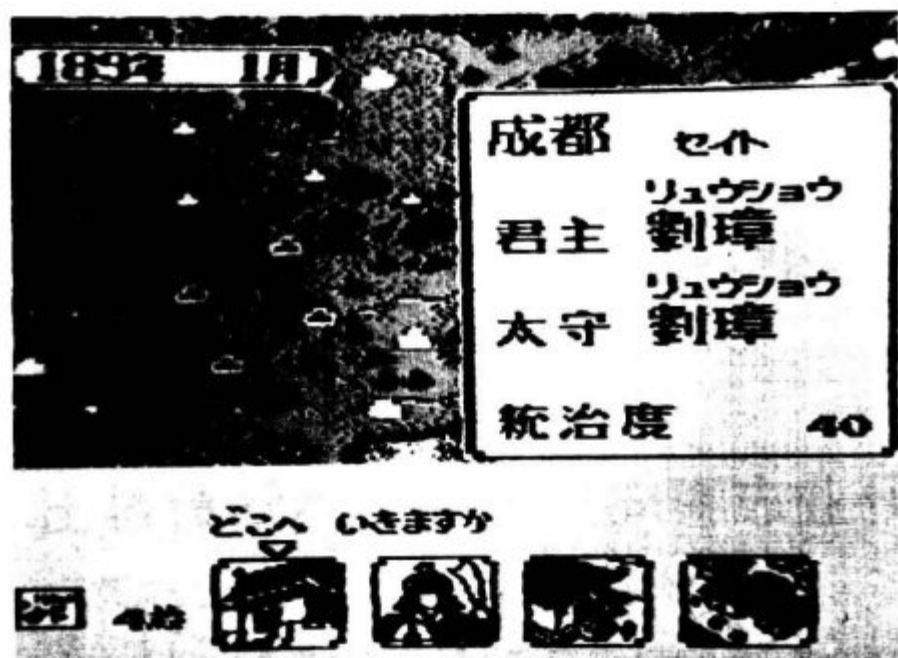 189年 1月
成都 セイト
リュウショウ
君主 劉璋
リュウショウ
太守 劉璋
統治度 40
どこへ いきますか